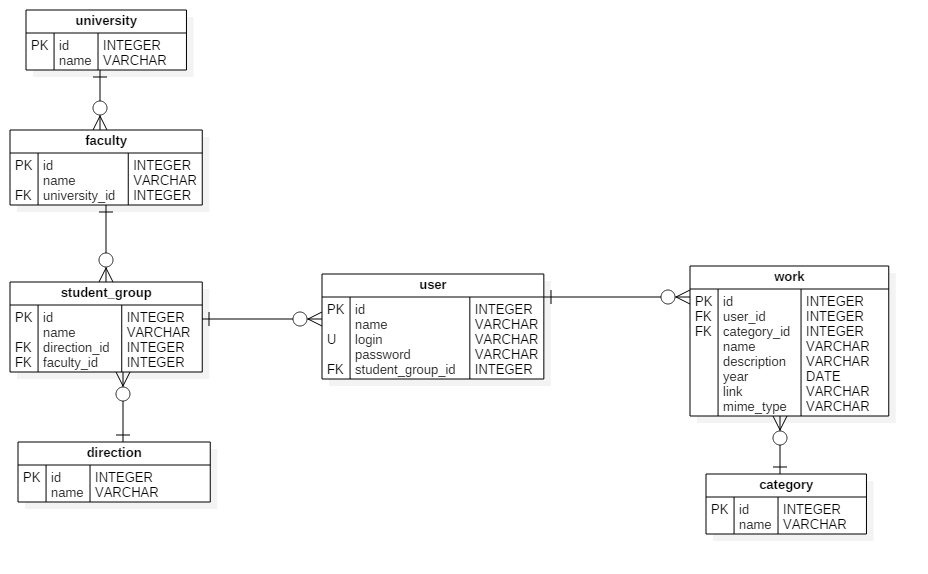 university
PK id INTEGER
name VARCHAR
faculty
PK id INTEGER
name VARCHAR
FK university_id INTEGER
student_group
PK id INTEGER
name VARCHAR
FK direction_id INTEGER
FK faculty_id INTEGER
direction
PK id INTEGER
name VARCHAR
user
PK id INTEGER
name VARCHAR
U login VARCHAR
password VARCHAR
FK student_group_id INTEGER
work
PK id INTEGER
FK user_id INTEGER
FK category_id INTEGER
name VARCHAR
description VARCHAR
year DATE
link VARCHAR
mime_type VARCHAR
category
PK id INTEGER
name VARCHAR